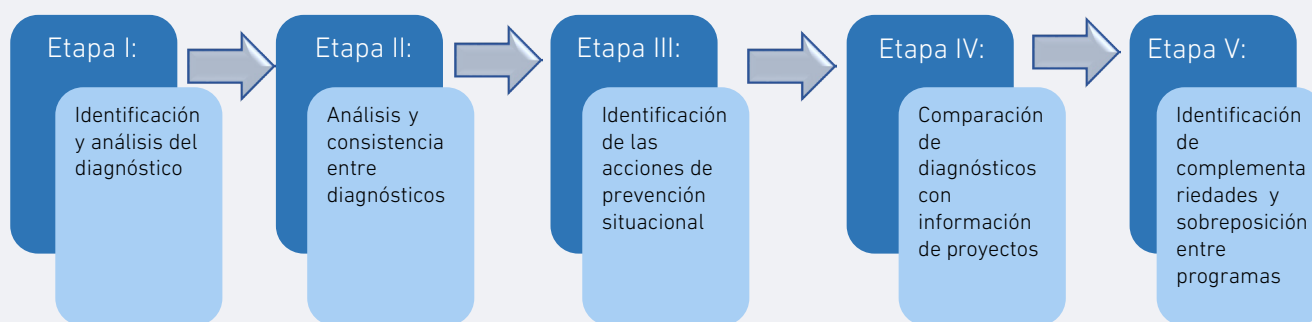 Etapa I:
Identificación
y análisis del
diagnóstico
Etapa II:
Análisis y
consistencia
entre
diagnósticos
Etapa III:
Identificación
de las
acciones de
prevención
situacional
Etapa IV:
Comparación
de
diagnósticos
con
información
de proyectos
Etapa V:
Identificación
de
complementa
riedades y
sobreposición
entre
programas